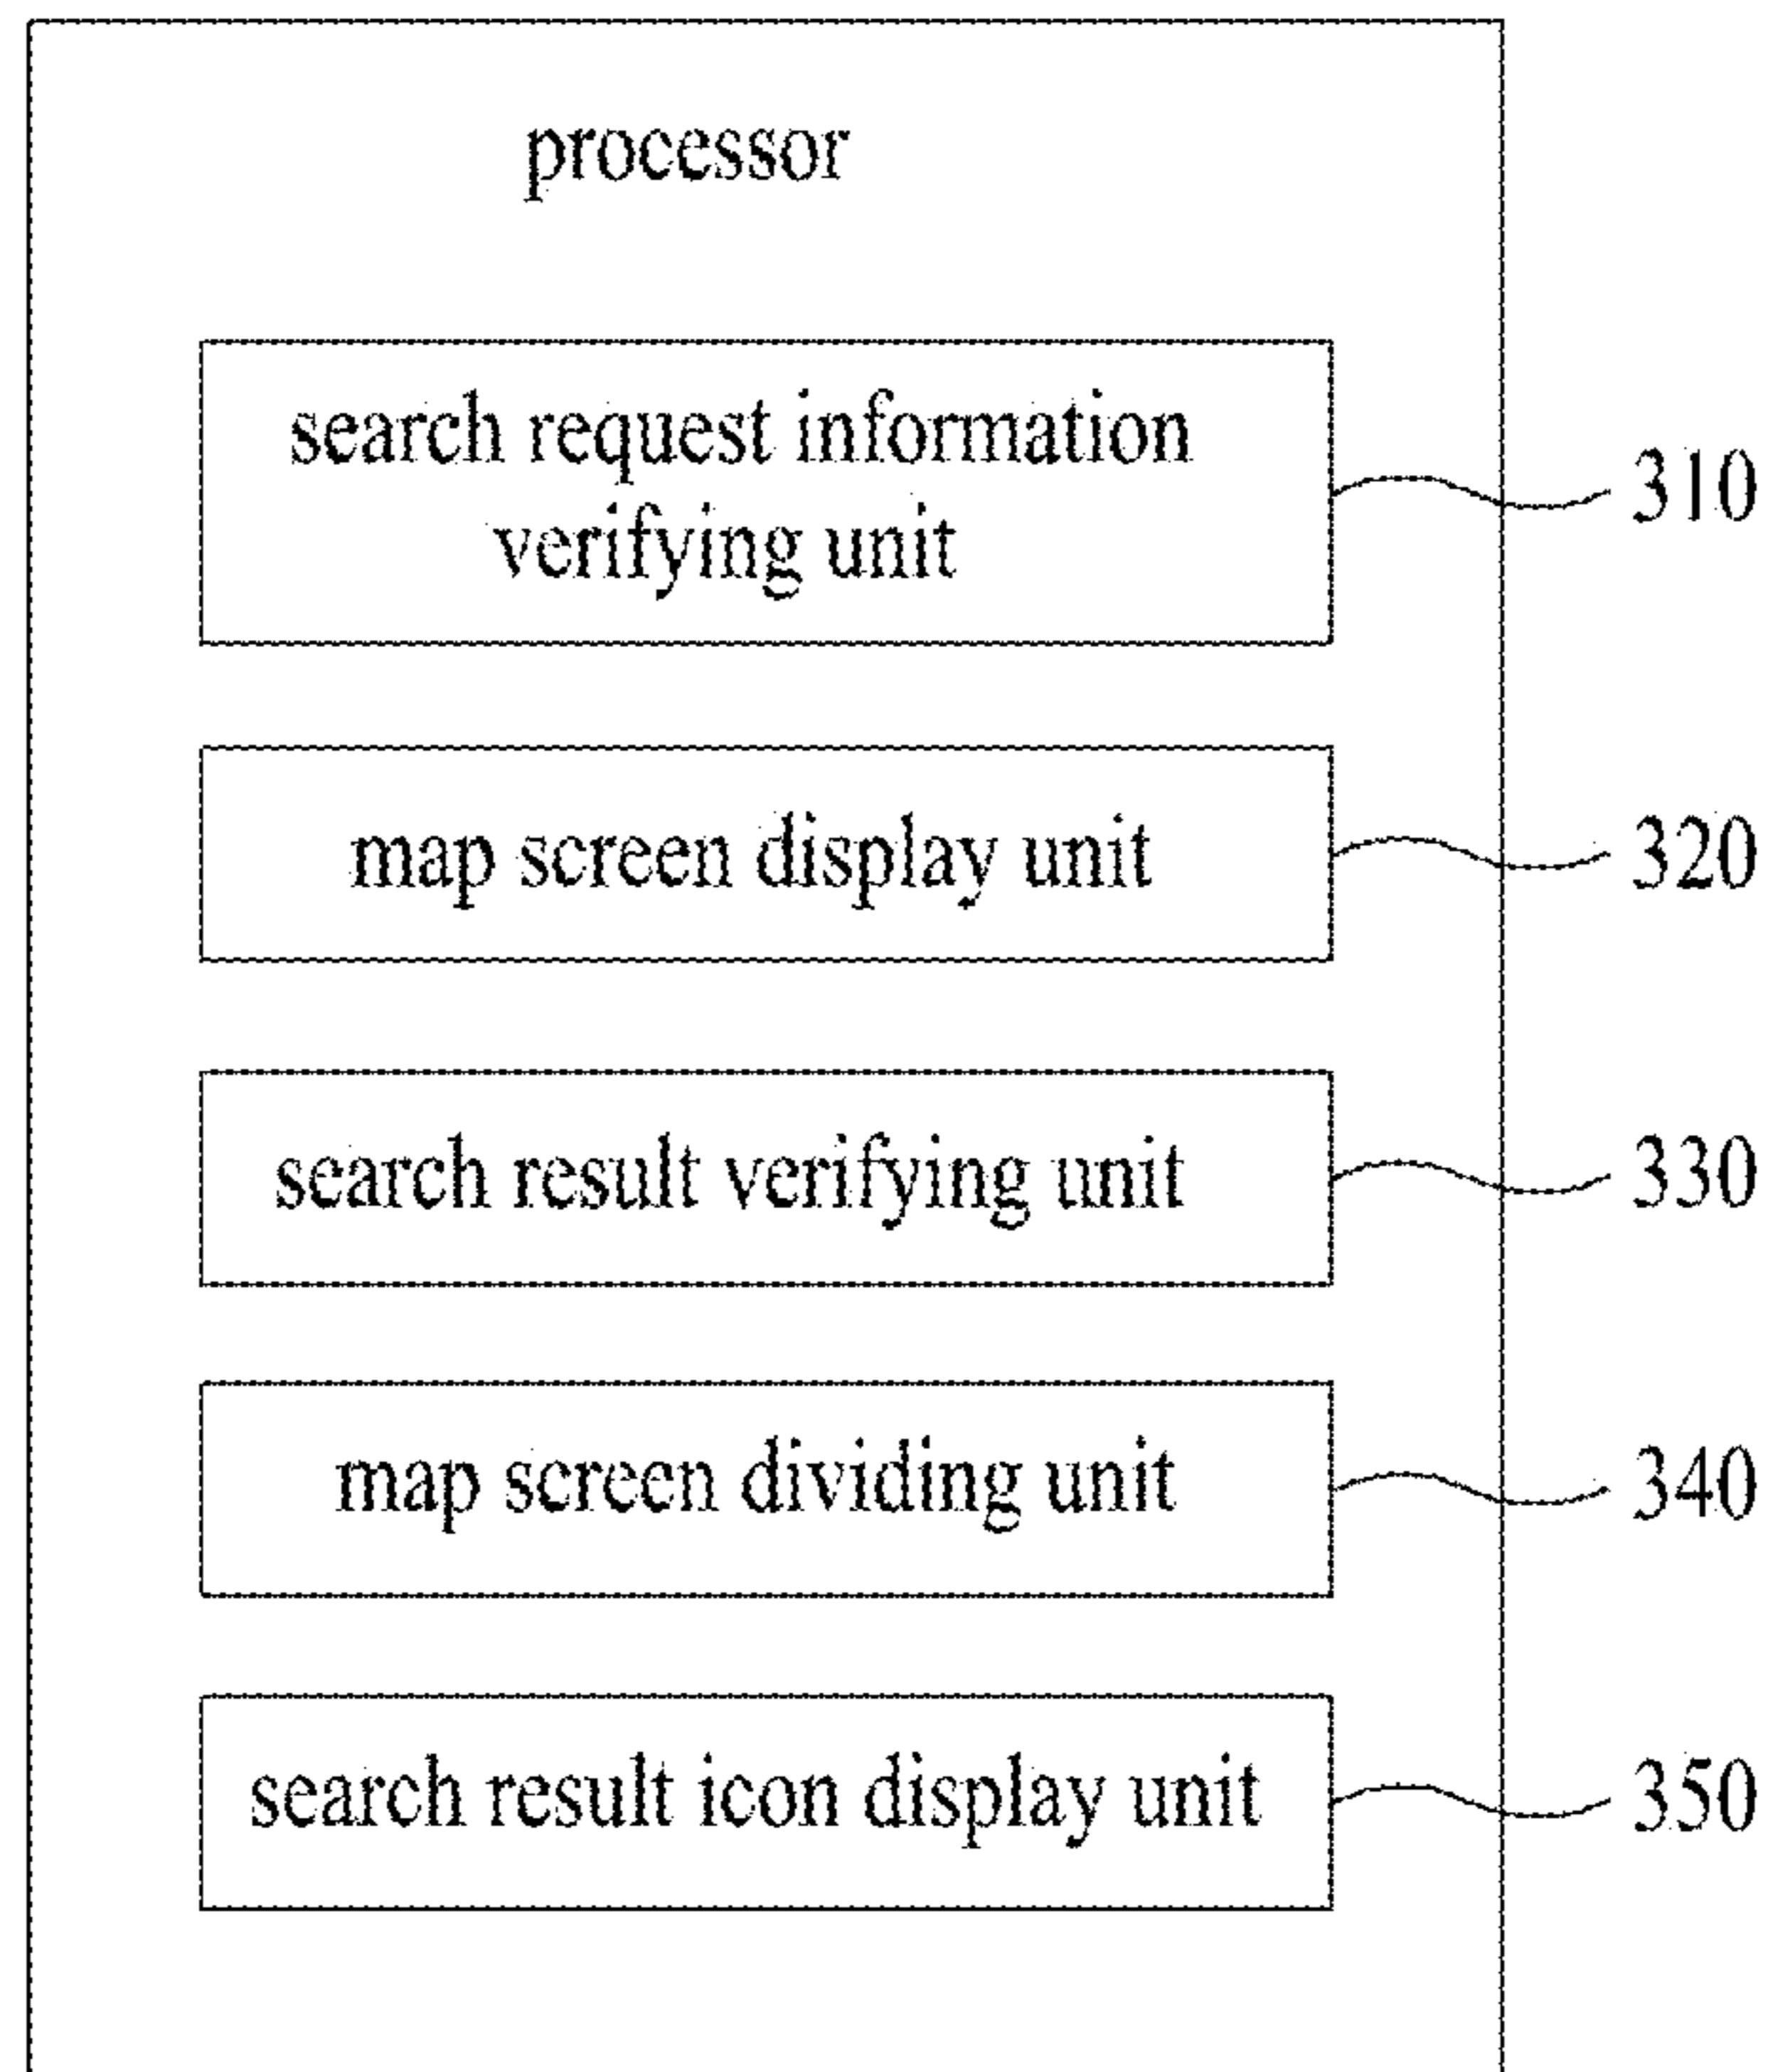 processor
search request information
verifying unit
310
map screen display unit
320
search result verifying unit
330
map screen dividing unit
340
search result icon display unit
350